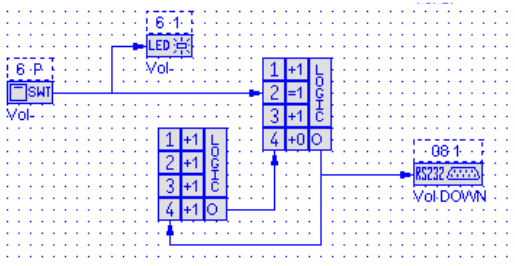 6 1
LED
Vol-
6 P
SWT
Vol-
1 +1
2 =1
3 +1
4 +0 O
LOGIC
1 +1
2 +1
3 +1
4 +1 O
LOGIC
08 1
RS232
Vol DOWN